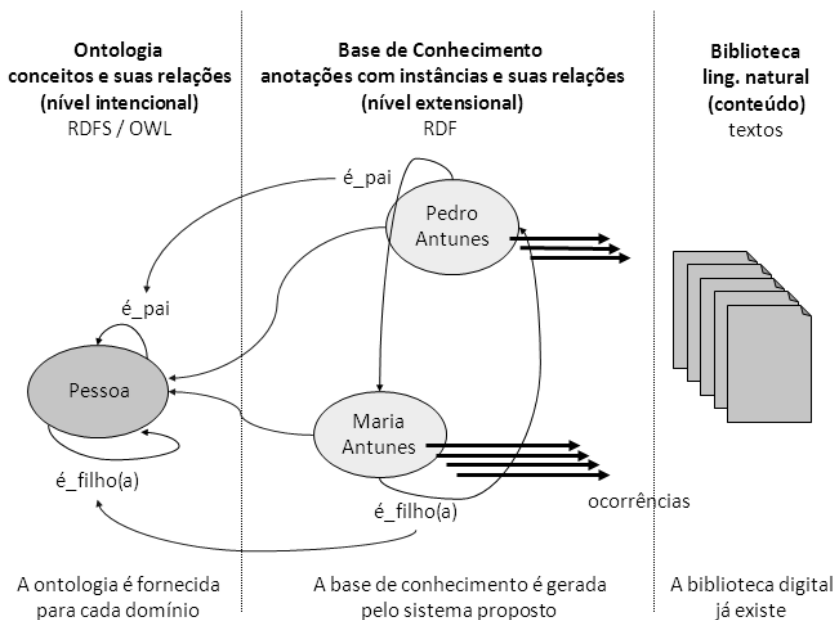 Ontologia
conceitos e suas relações
(nível intencional)
RDFS / OWL
Base de Conhecimento
anotações com instâncias e suas relações
(nível extensional)
RDF
Biblioteca
ling. natural
(conteúdo)
textos
é_pai
Pedro
Antunes
é_pai
Pessoa
Maria
Antunes
é_filho(a)
é_filho(a)
ocorrências
A ontologia é fornecida
para cada domínio
A base de conhecimento é gerada
pelo sistema proposto
A biblioteca digital
já existe